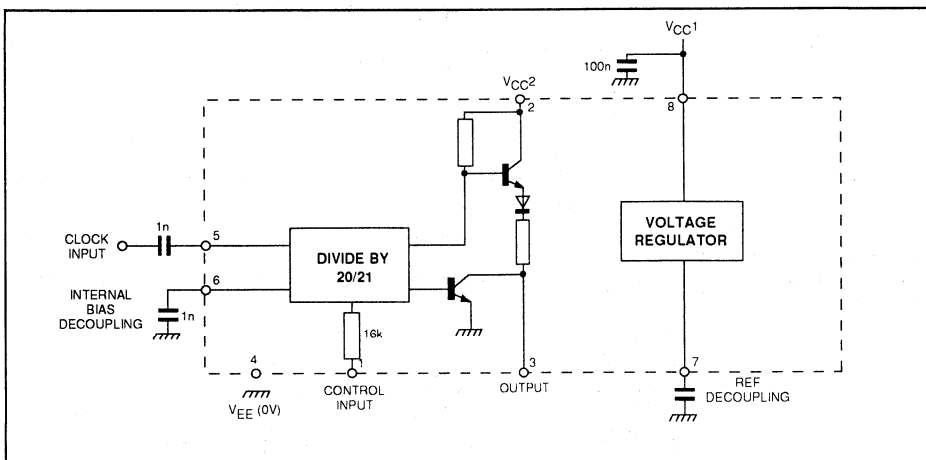 VCC1
100n
VCC2
2
8
1n
5
CLOCK
INPUT
DIVIDE BY
20/21
VOLTAGE
REGULATOR
6
INTERNAL
BIAS
DECOUPLING
1n
16k
4
1
3
7
VEE (0V)
CONTROL
INPUT
OUTPUT
REF
DECOUPLING